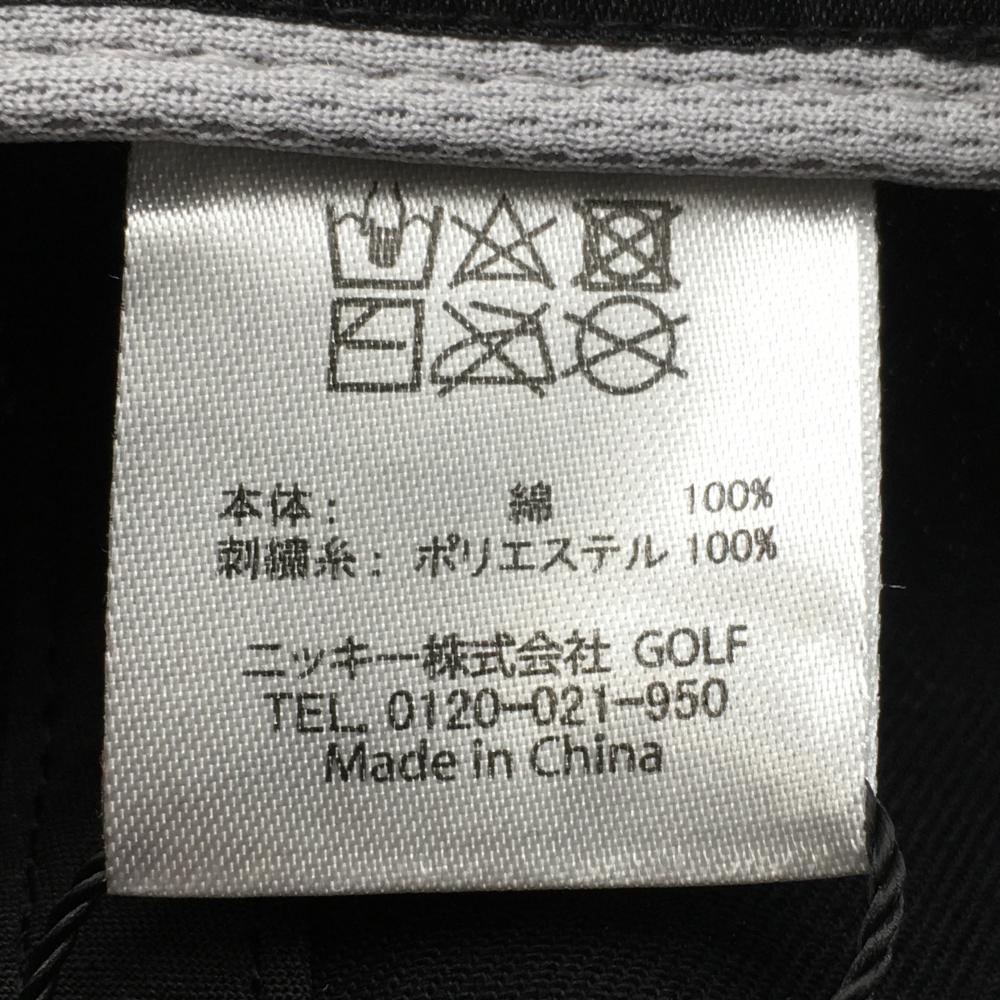 本体: 綿 100%
刺繍糸: ポリエステル 100%
ニッキー株式会社 GOLF
TEL. 0120-021-950
Made in China